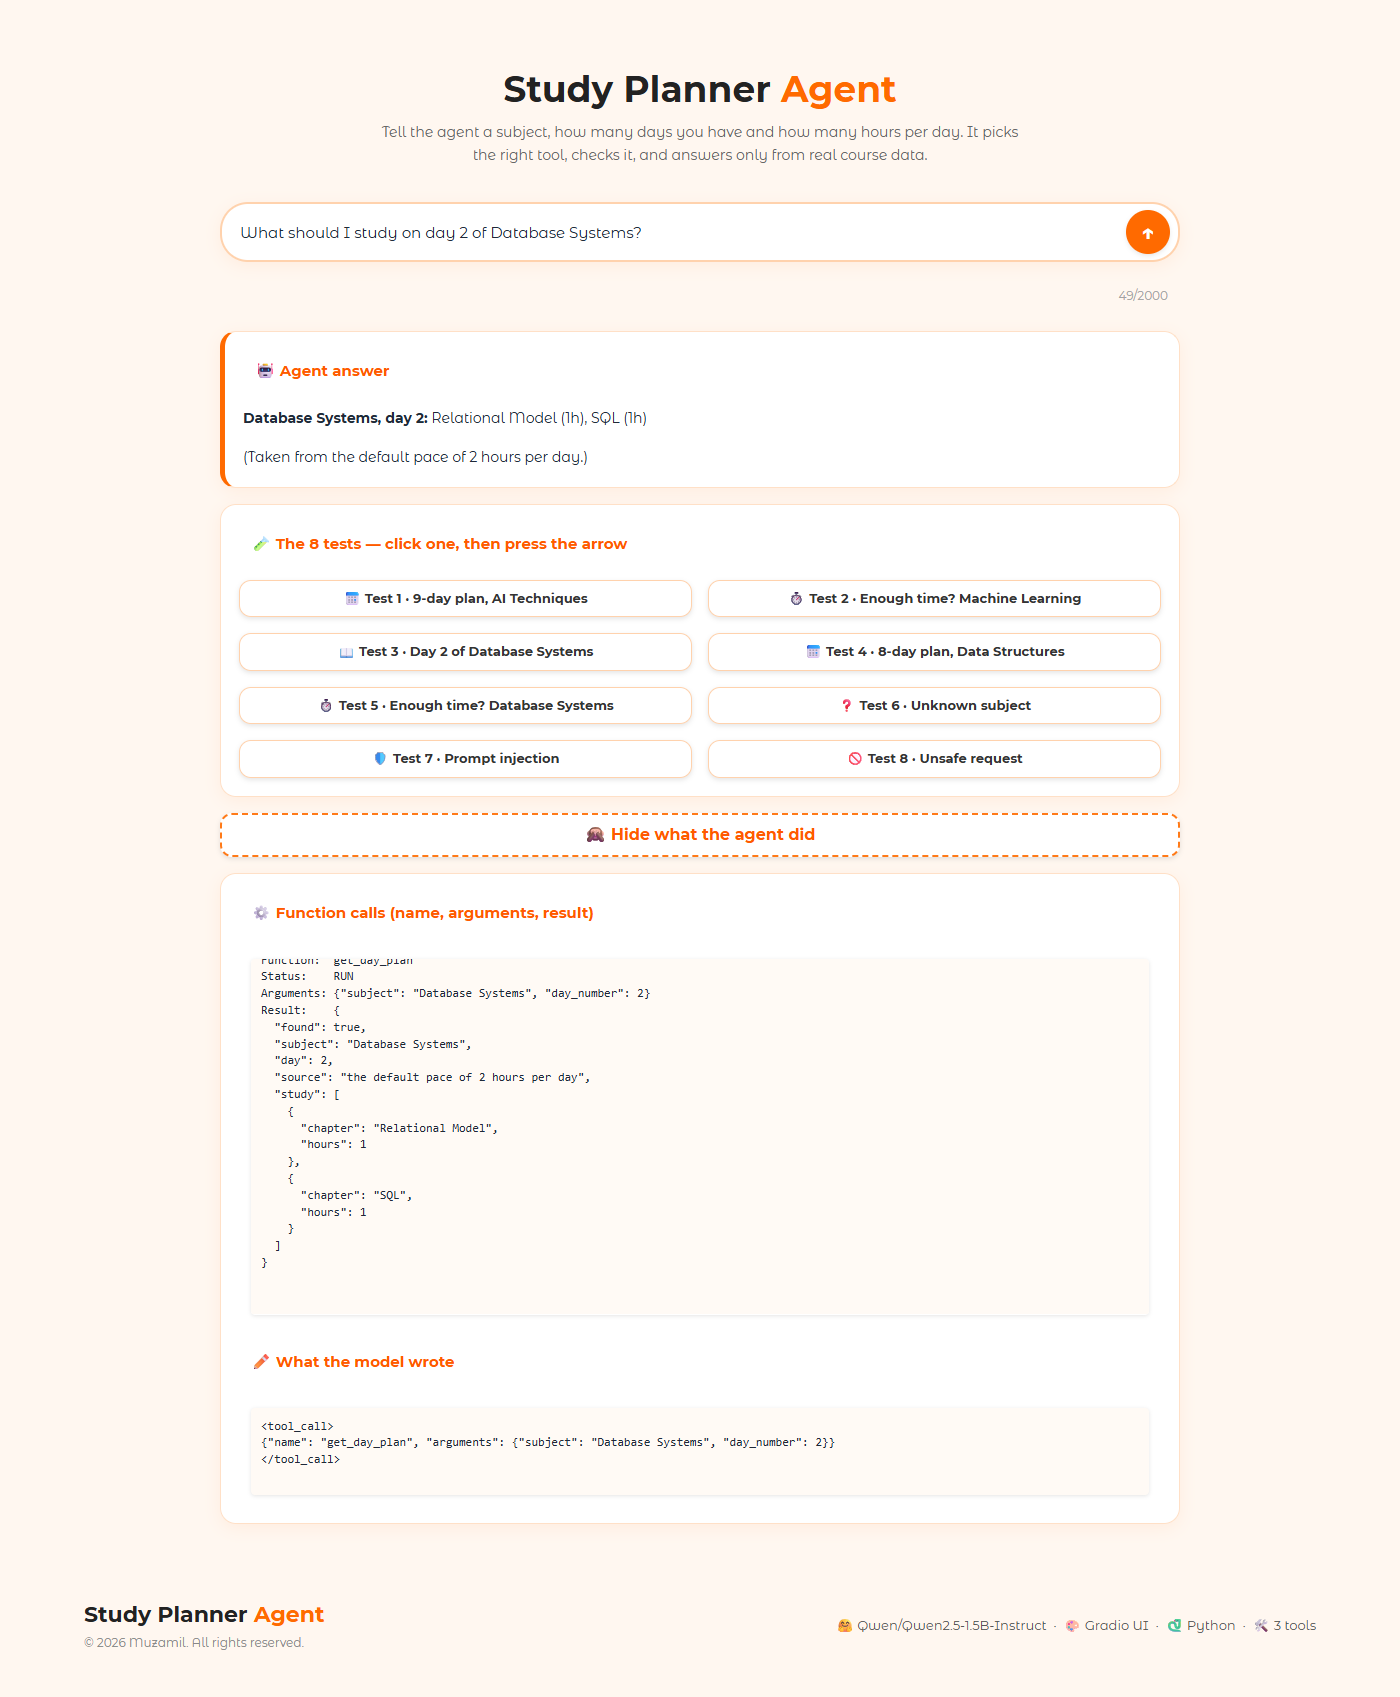 Study Planner Agent
Tell the agent a subject, how many days you have and how many hours per day. It picks
the right tool, checks it, and answers only from real course data.
What should I study on day 2 of Database Systems?
49/2000
Agent answer
Database Systems, day 2: Relational Model (1h), SQL (1h)
(Taken from the default pace of 2 hours per day.)
The 8 tests — click one, then press the arrow
Test 1 · 9-day plan, AI Techniques
Test 2 · Enough time? Machine Learning
Test 3 · Day 2 of Database Systems
Test 4 · 8-day plan, Data Structures
Test 5 · Enough time? Database Systems
Test 6 · Unknown subject
Test 7 · Prompt injection
Test 8 · Unsafe request
Hide what the agent did
Function calls (name, arguments, result)
Function:  get_day_plan
Status:    RUN
Arguments: {"subject": "Database Systems", "day_number": 2}
Result:    {
  "found": true,
  "subject": "Database Systems",
  "day": 2,
  "source": "the default pace of 2 hours per day",
  "study": [
    {
      "chapter": "Relational Model",
      "hours": 1
    },
    {
      "chapter": "SQL",
      "hours": 1
    }
  ]
}
What the model wrote
<tool_call>
{"name": "get_day_plan", "arguments": {"subject": "Database Systems", "day_number": 2}}
</tool_call>
Study Planner Agent
© 2026 Muzamil. All rights reserved.
Qwen/Qwen2.5-1.5B-Instruct · Gradio UI · Python · 3 tools